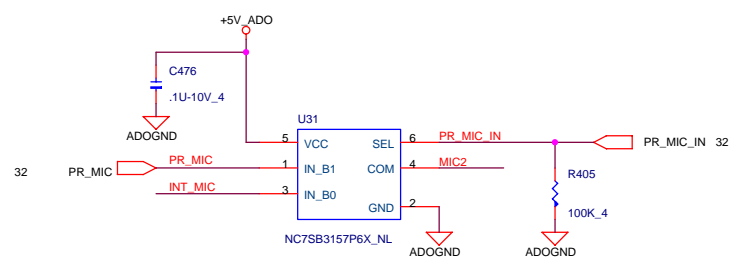 +5V_ADO
C476
.1U-10V_4
ADOGND
U31
5 VCC SEL 6 PR_MIC_IN PR_MIC_IN 32
32 PR_MIC PR_MIC 1 IN_B1 COM 4 MIC2
INT_MIC 3 IN_B0
R405
GND 2
100K_4
NC7SB3157P6X_NL
ADOGND ADOGND